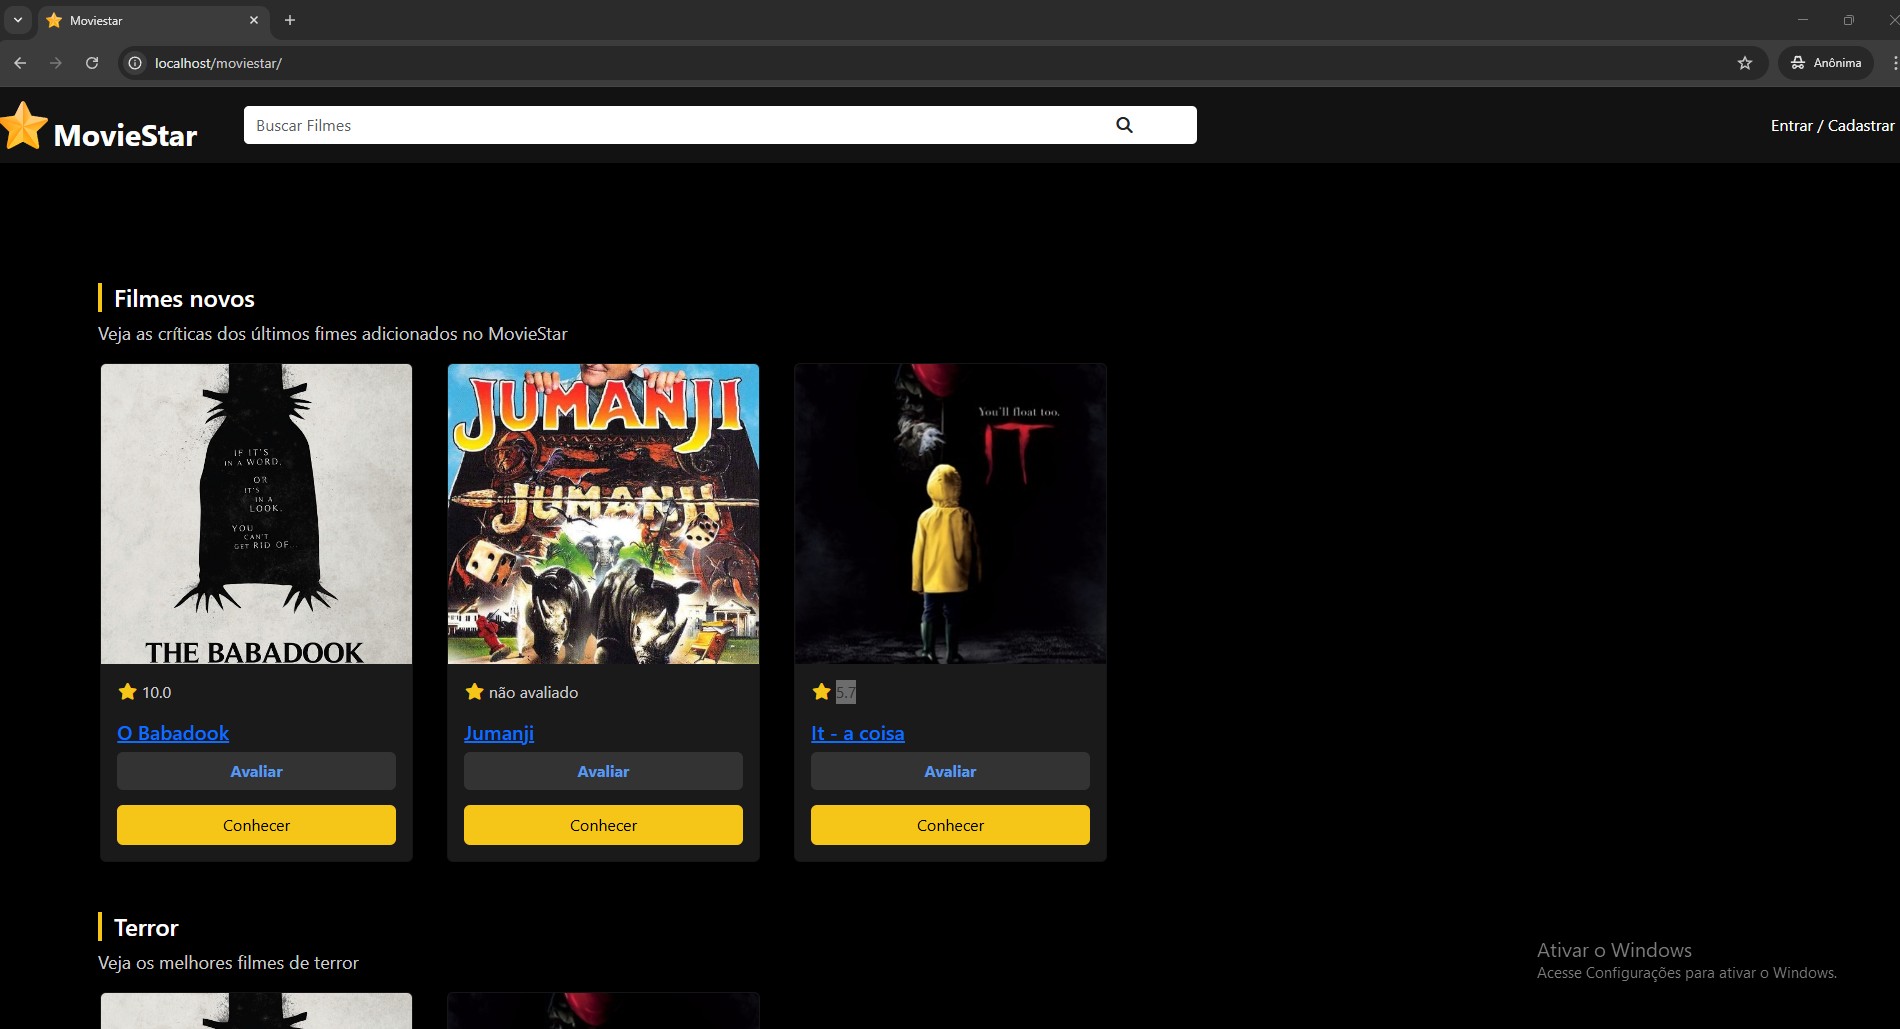 Moviestar
localhost/moviestar/
Anônima
MovieStar
Buscar Filmes
Entrar / Cadastrar
Filmes novos
Veja as críticas dos últimos fimes adicionados no MovieStar
IF IT'S
IN A WORD.
OR
IT'S
IN A
LOOK.
YOU
CAN'T
GET RID OF...
THE BABADOOK
JUMANJI
JUMANJI
You'll float too.
IT
10.0
não avaliado
5.7
O Babadook
Jumanji
It - a coisa
Avaliar
Avaliar
Avaliar
Conhecer
Conhecer
Conhecer
Terror
Veja os melhores filmes de terror
Ativar o Windows
Acesse Configurações para ativar o Windows.